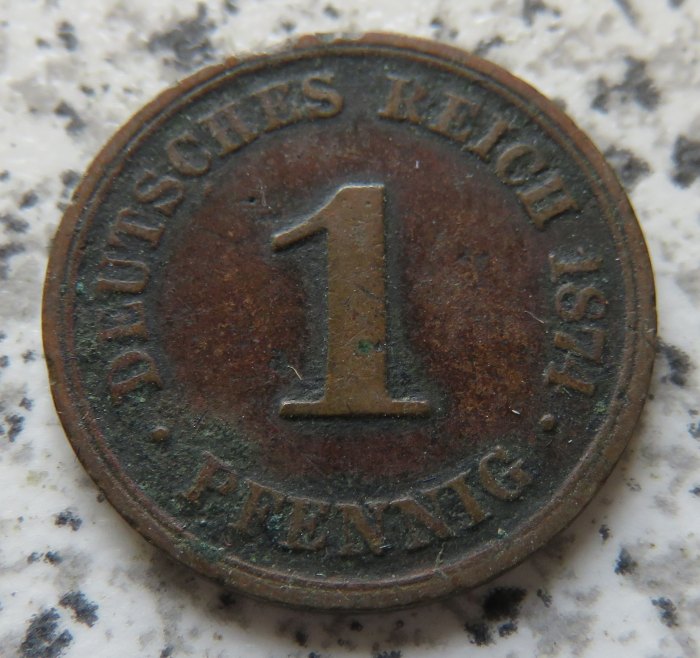 DEUTSCHES REICH 1874
1
PFENNIG